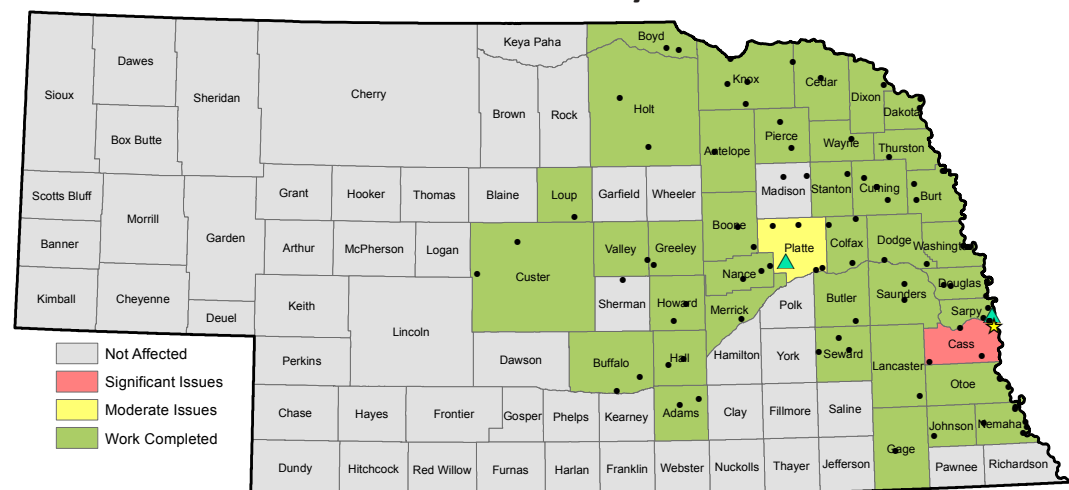 Boyd
Keya Paha
Dawes
Sioux
Sheridan
Cherry
Knox
Cedar
Dixon
Dakota
Brown
Rock
Holt
Box Butte
Antelope
Pierce
Wayne
Thurston
Scotts Bluff
Morrill
Grant
Hooker
Thomas
Blaine
Loup
Garfield
Wheeler
Madison
Stanton
Cuming
Burt
Banner
Garden
Arthur
McPherson
Logan
Custer
Valley
Greeley
Boone
Platte
Colfax
Dodge
Washington
Nance
Kimball
Cheyenne
Deuel
Keith
Lincoln
Sherman
Howard
Merrick
Polk
Butler
Saunders
Douglas
Sarpy
Perkins
Dawson
Buffalo
Hall
Hamilton
York
Seward
Lancaster
Cass
Otoe
Chase
Hayes
Frontier
Gosper
Phelps
Kearney
Adams
Clay
Fillmore
Saline
Johnson
Nemaha
Dundy
Hitchcock
Red Willow
Furnas
Harlan
Franklin
Webster
Nuckolls
Thayer
Jefferson
Gage
Pawnee
Richardson
Not Affected
Significant Issues
Moderate Issues
Work Completed